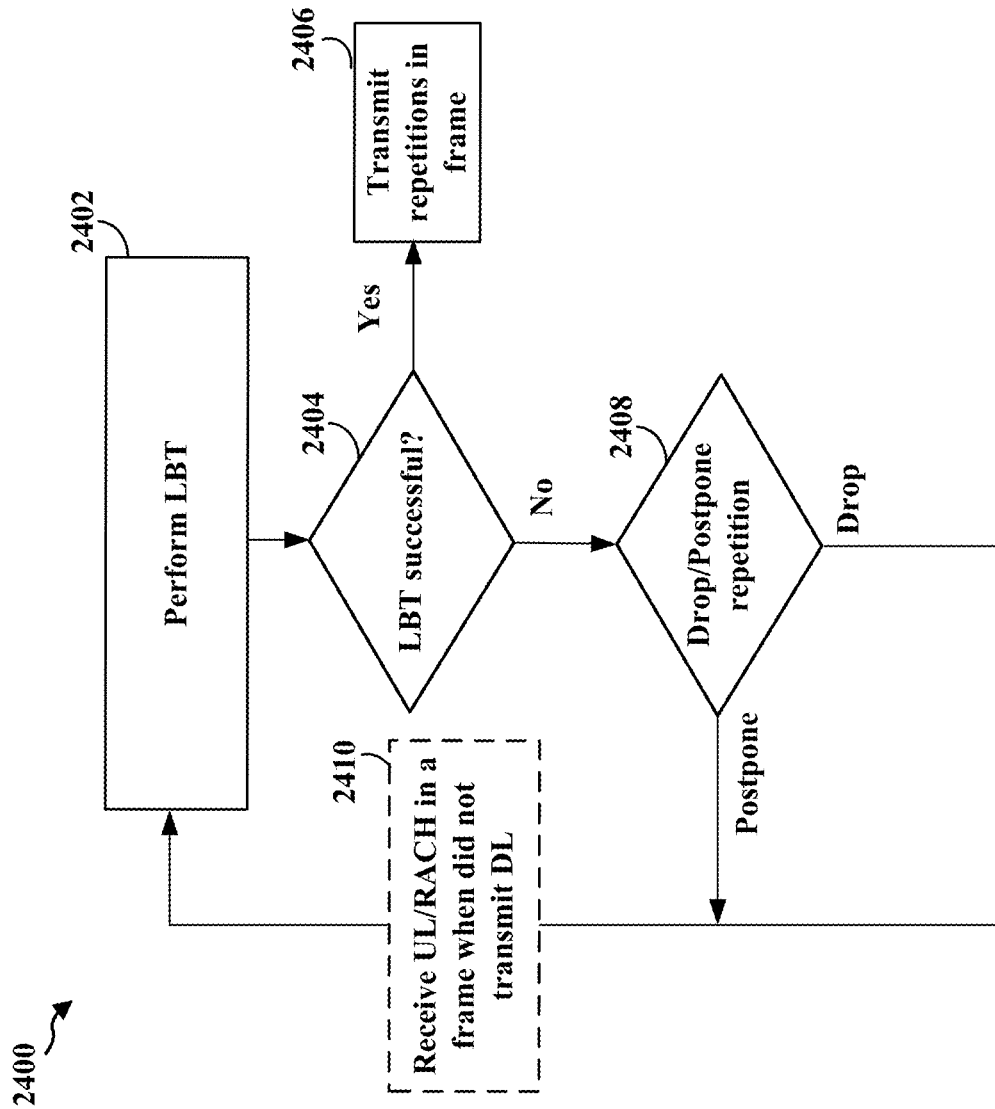 2400
2402
Perform LBT
2404
LBT successful?
Yes
2406
Transmit
repetitions in
frame
No
2408
Drop/Postpone
repetition
Postpone
Drop
2410
Receive UL/RACH in a
frame when did not
transmit DL